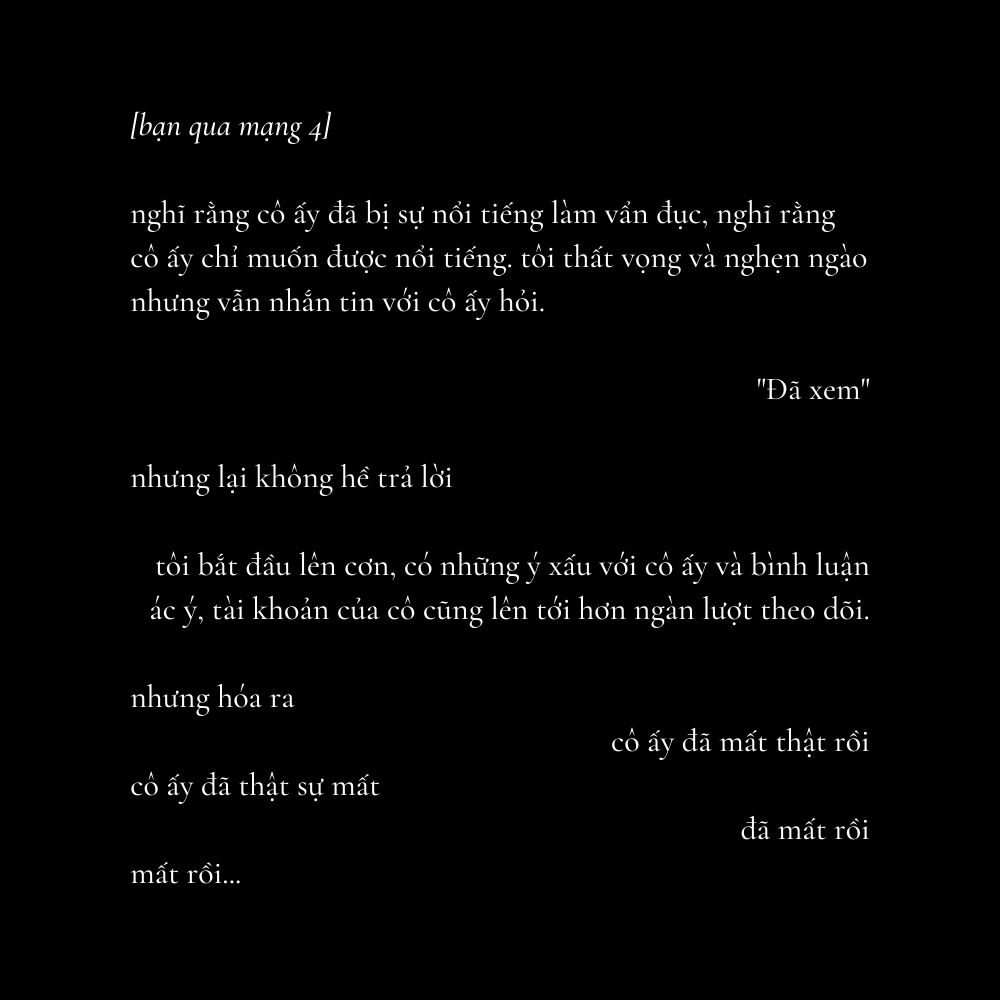 [bạn qua mạng 4]
nghĩ rằng cô ấy đã bị sự nổi tiếng làm vẩn đục, nghĩ rằng
cô ấy chỉ muốn được nổi tiếng. tôi thất vọng và nghẹn ngào
nhưng vẫn nhắn tin với cô ấy hỏi.
"Đã xem"
nhưng lại không hề trả lời
tôi bắt đầu lên cơn, có những ý xấu với cô ấy và bình luận
ác ý, tài khoản của cô cũng lên tới hơn ngàn lượt theo dõi.
nhưng hóa ra
cô ấy đã mất thật rồi
cô ấy đã thật sự mất
đã mất rồi
mất rồi...